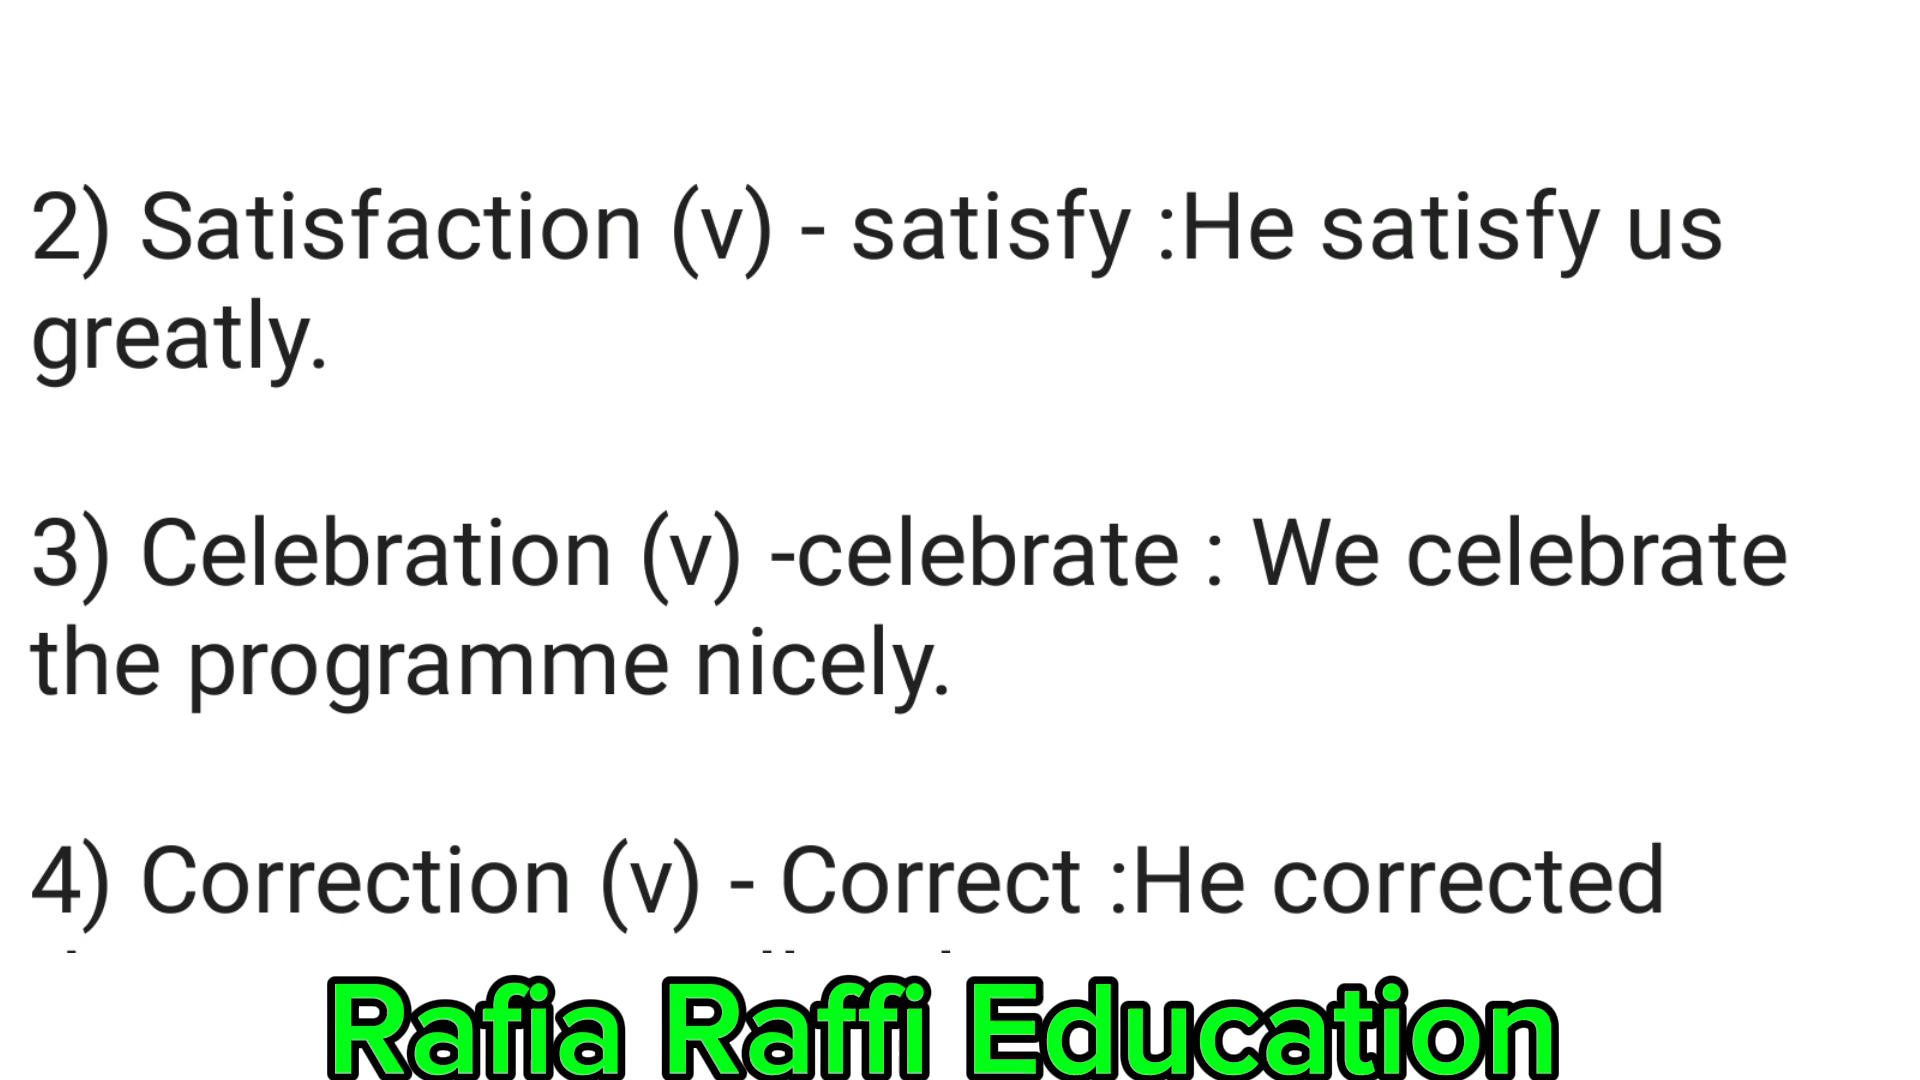 2) Satisfaction (v) - satisfy :He satisfy us
greatly.
3) Celebration (v) -celebrate : We celebrate
the programme nicely.
4) Correction (v) - Correct :He corrected
Rafia Raffi Education